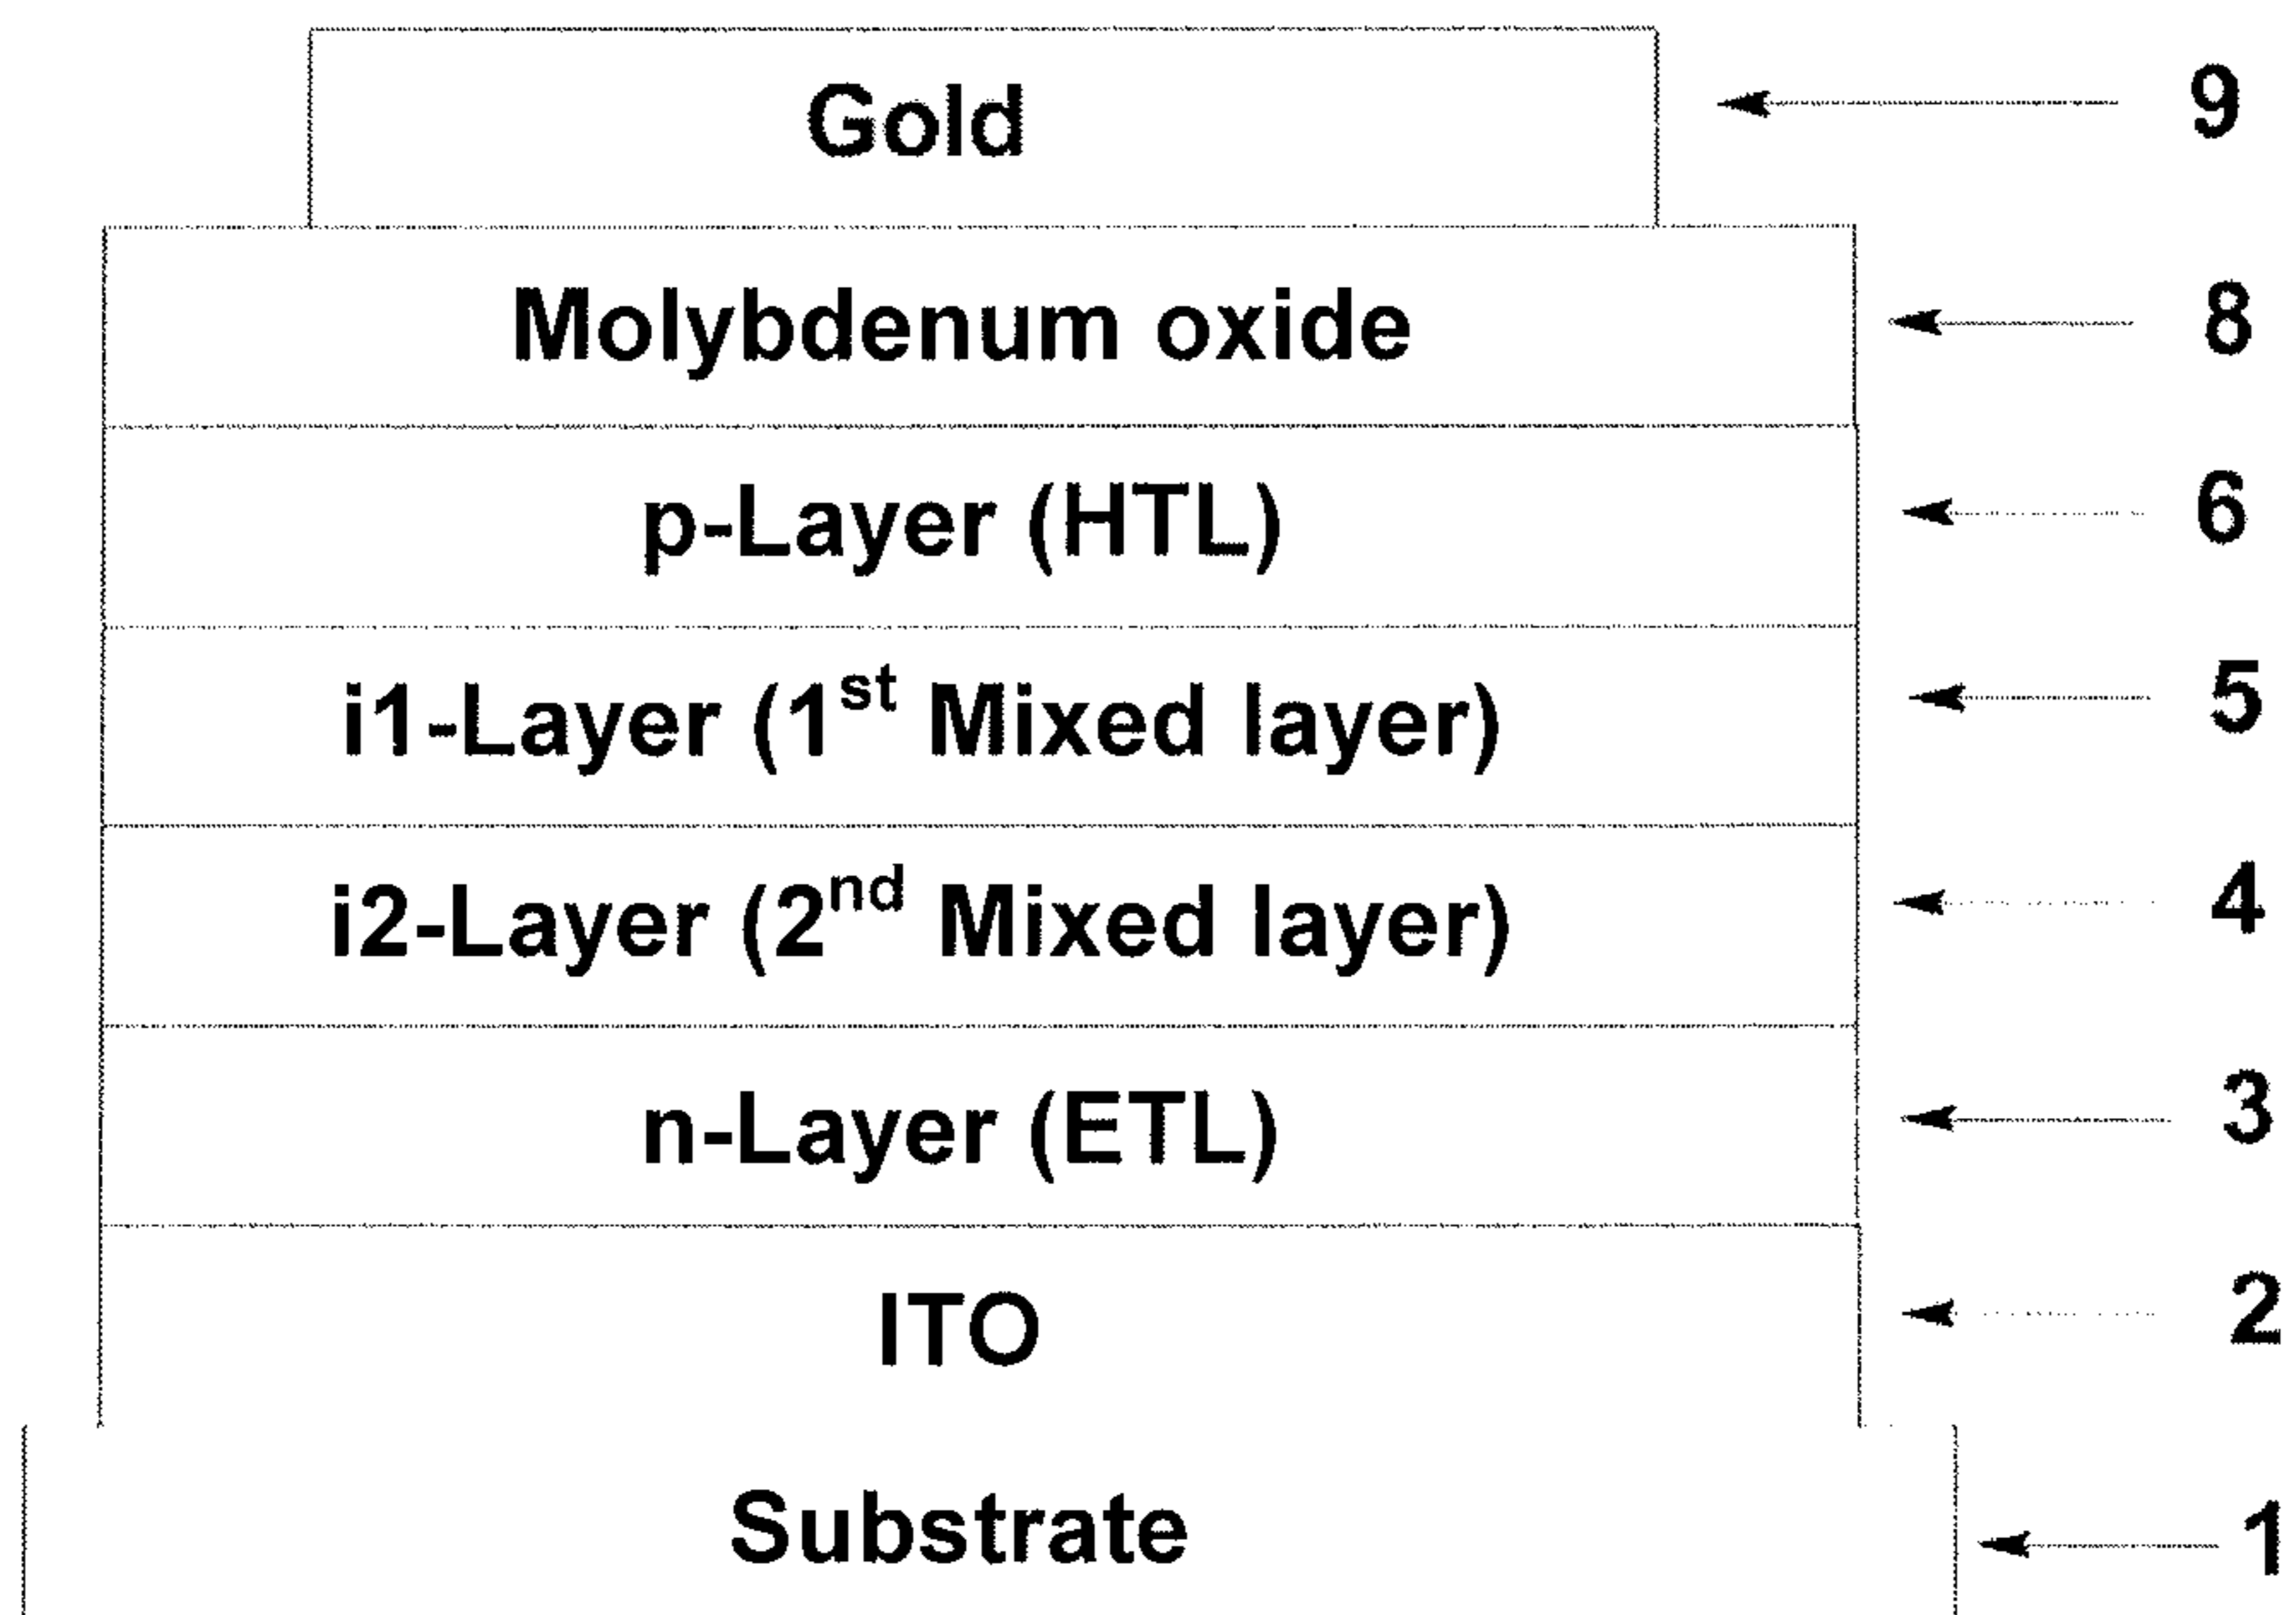 Gold 9
Molybdenum oxide 8
p-Layer (HTL) 6
i1-Layer (1st Mixed layer) 5
i2-Layer (2nd Mixed layer) 4
n-Layer (ETL) 3
ITO 2
Substrate 1